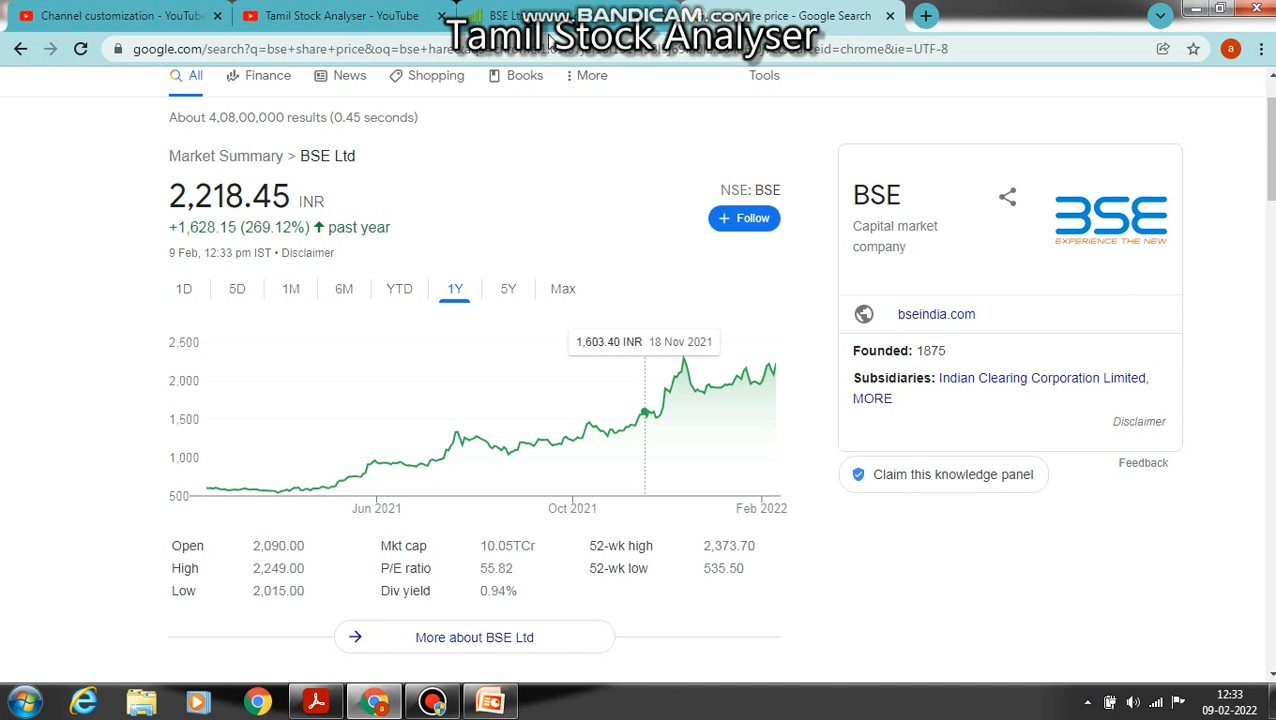 Channel customization - YouTube
Tamil Stock Analyser - YouTube
BSE Lt
share price - Google Search
www.BANDICAM.com
Tamil Stock Analyser
google.com/search?q=bse+share+price&oq=bse+
ourceid=chrome&ie=UTF-8
a
All
Finance
News
Shopping
Books
More
Tools
About 4,08,00,000 results (0.45 seconds)
Market Summary > BSE Ltd
2,218.45 INR
NSE: BSE
+1,628.15 (269.12%) ↑ past year
+ Follow
9 Feb, 12:33 pm IST • Disclaimer
1D 5D 1M 6M YTD 1Y 5Y Max
1,603.40 INR 18 Nov 2021
2,500
2,000
1,500
1,000
500
Jun 2021 Oct 2021 Feb 2022
Open 2,090.00 Mkt cap 10.05TCr 52-wk high 2,373.70
High 2,249.00 P/E ratio 55.82 52-wk low 535.50
Low 2,015.00 Div yield 0.94%
More about BSE Ltd
BSE
Capital market
company
BSE
EXPERIENCE THE NEW
bseindia.com
Founded: 1875
Subsidiaries: Indian Clearing Corporation Limited,
MORE
Disclaimer
Feedback
Claim this knowledge panel
12:33
09-02-2022